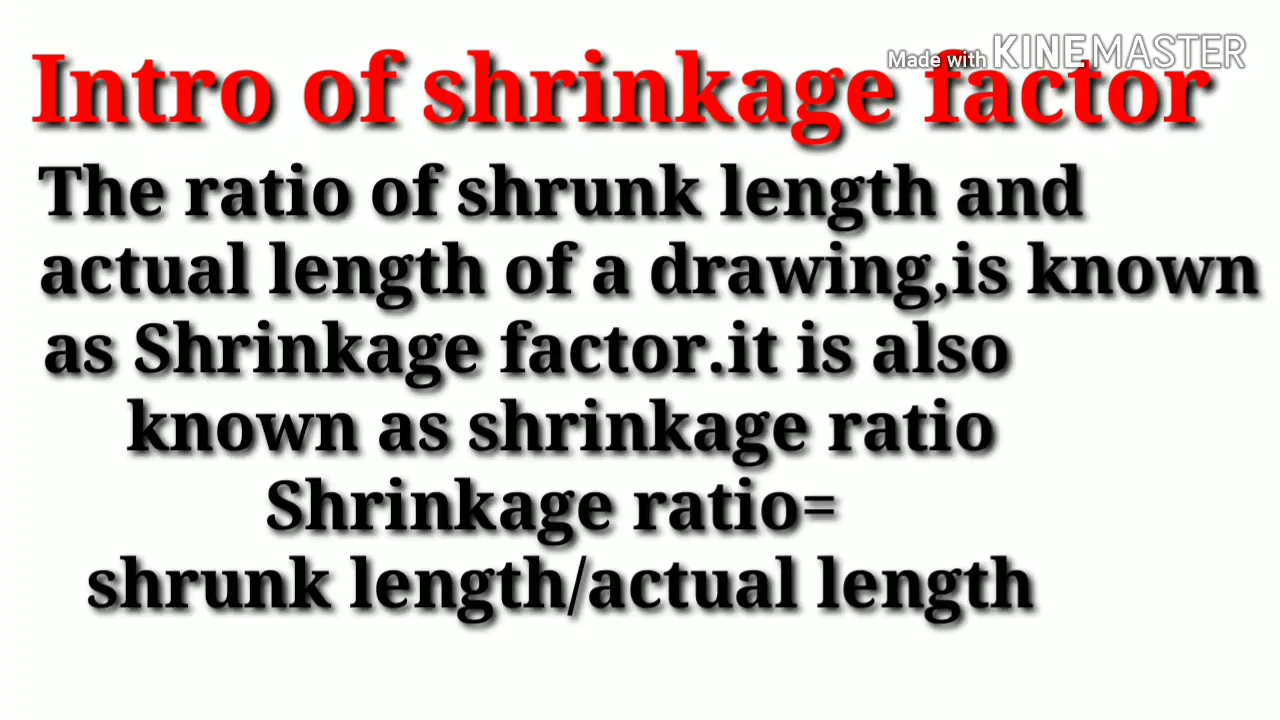 Made with KINEMASTER
Intro of shrinkage factor
The ratio of shrunk length and
actual length of a drawing,is known
as Shrinkage factor.it is also
known as shrinkage ratio
Shrinkage ratio=
shrunk length/actual length